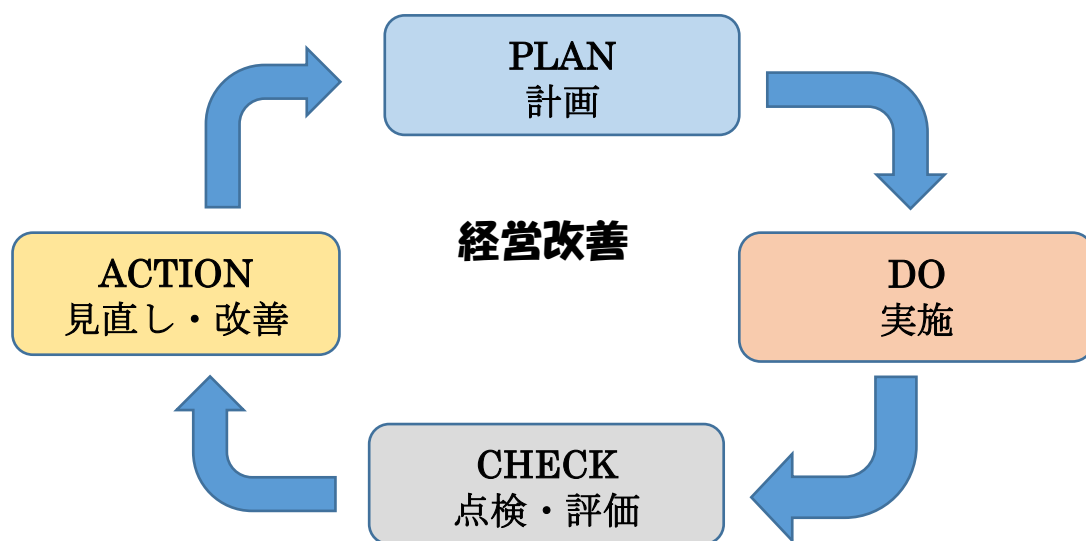 PLAN
計画
経営改善
ACTION
見直し・改善
DO
実施
CHECK
点検・評価